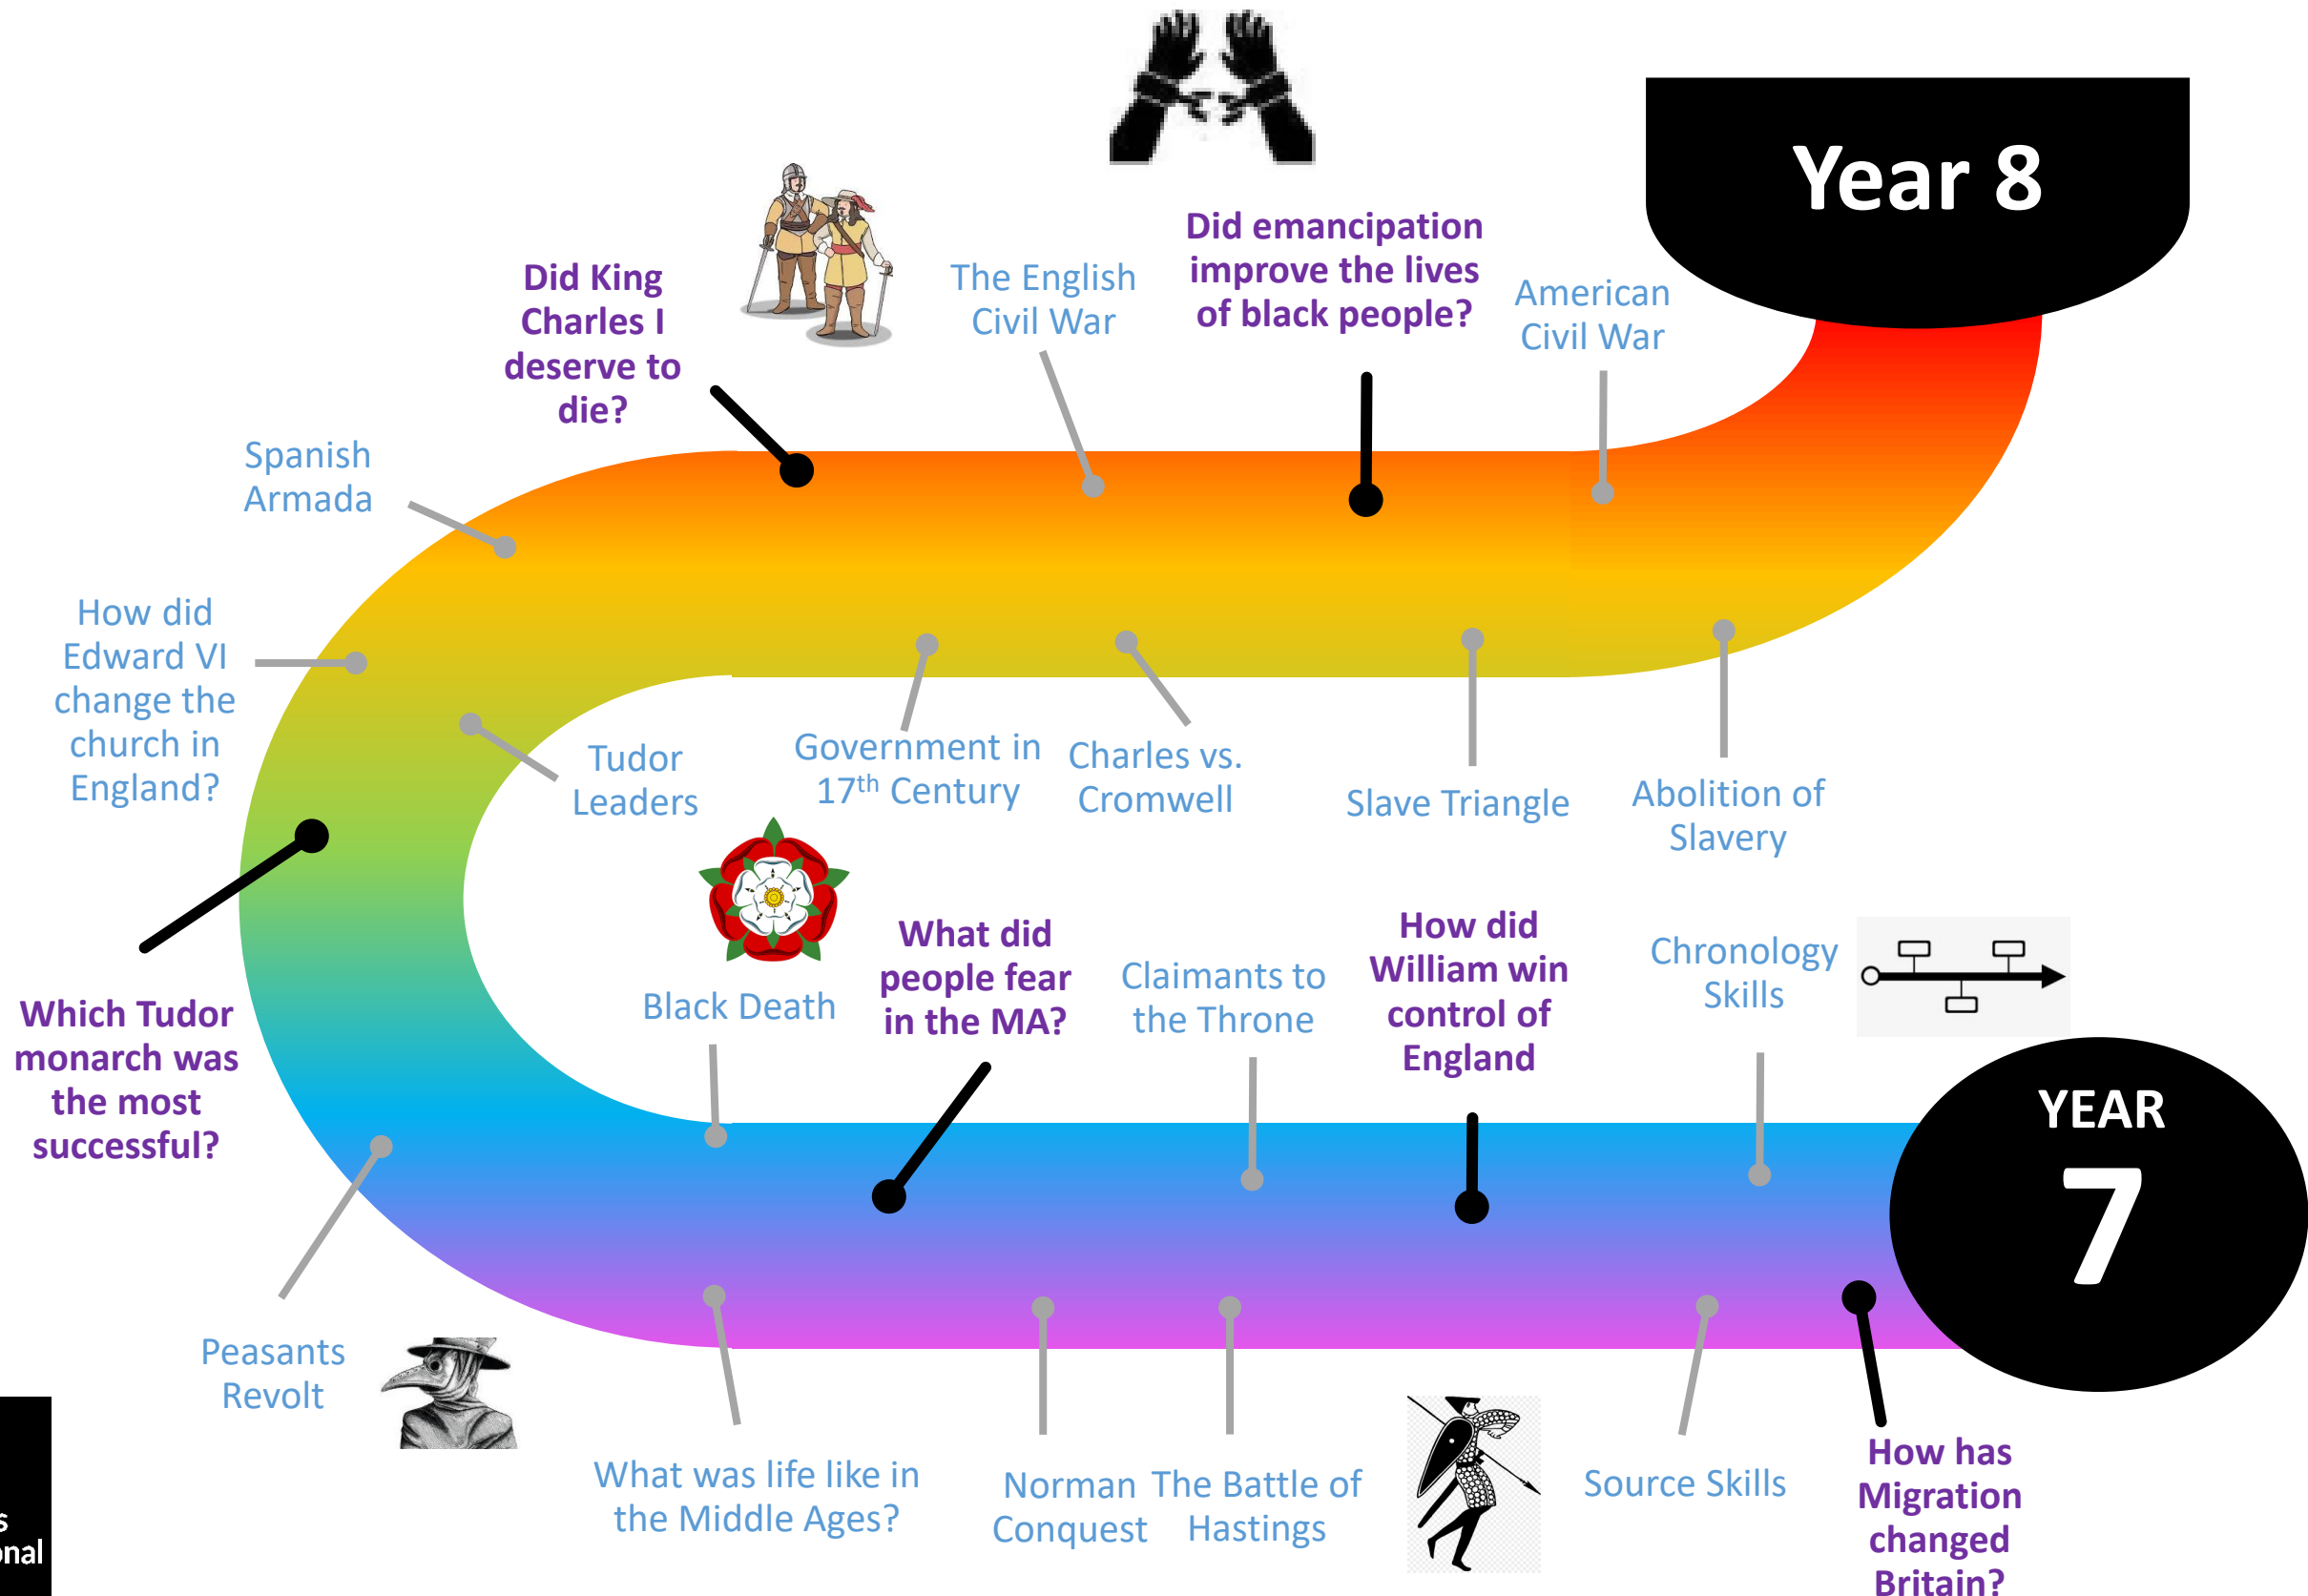 Year 8
Did emancipation
improve the lives
of black people?
American
Civil War
The English
Civil War
Did King
Charles I
deserve to
die?
Spanish
Armada
How did
Edward VI
change the
church in
England?
Tudor
Leaders
Government in
17th Century
Charles vs.
Cromwell
Slave Triangle
Abolition of
Slavery
Which Tudor
monarch was
the most
successful?
Black Death
What did
people fear
in the MA?
Claimants to
the Throne
How did
William win
control of
England
Chronology
Skills
YEAR
7
Peasants
Revolt
What was life like in
the Middle Ages?
Norman
Conquest
The Battle of
Hastings
Source Skills
How has
Migration
changed
Britain?